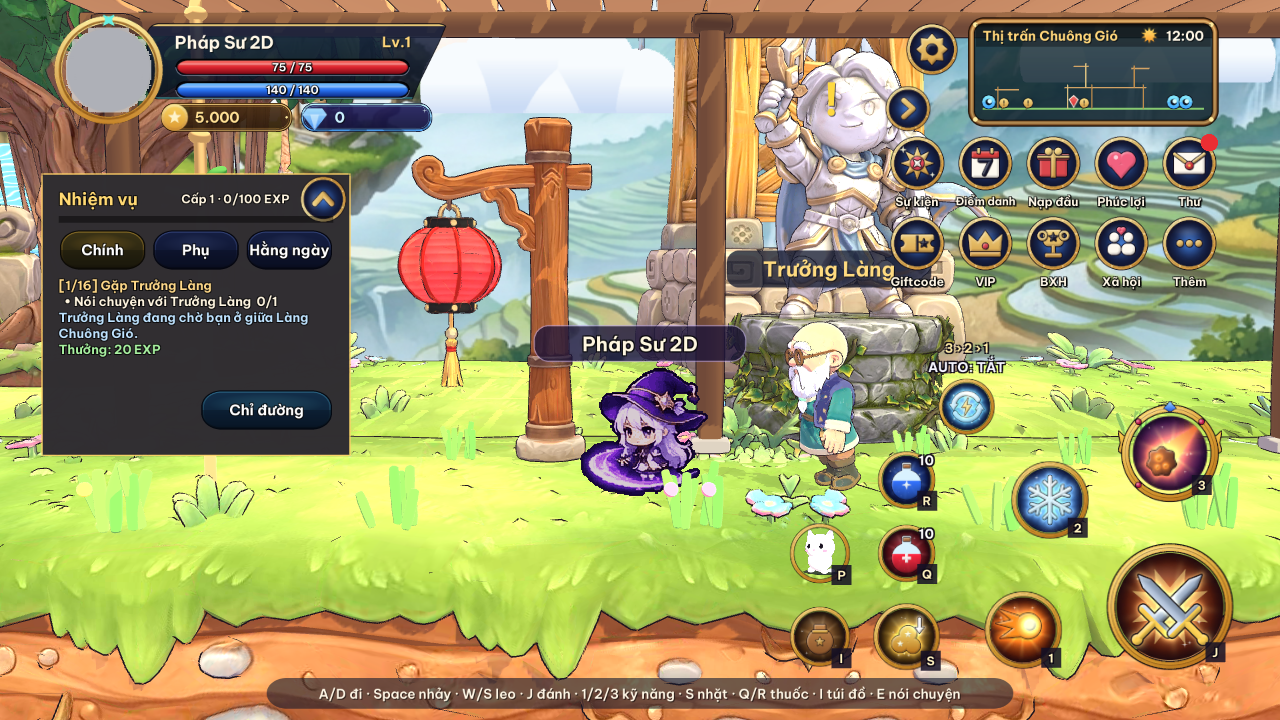 Pháp Sư 2D
Lv.1
75 / 75
140 / 140
5.000
0
Thị trấn Chuông Gió
12:00
Nhiệm vụ
Cấp 1 · 0/100 EXP
Chính
Phụ
Hằng ngày
[1/16] Gặp Trưởng Làng
• Nói chuyện với Trưởng Làng 0/1
Trưởng Làng đang chờ bạn ở giữa Làng
Chuông Gió.
Thưởng: 20 EXP
Chỉ đường
7
Sự kiện
Điểm danh
Nạp đầu
Phúc lợi
Thư
Giftcode
VIP
BXH
Xã hội
Thêm
!
Trưởng Làng
Pháp Sư 2D
3›2›1
AUTO: TẮT
10
R
3
2
10
Q
P
I
S
1
J
A/D đi · Space nhảy · W/S leo · J đánh · 1/2/3 kỹ năng · S nhặt · Q/R thuốc · I túi đồ · E nói chuyện